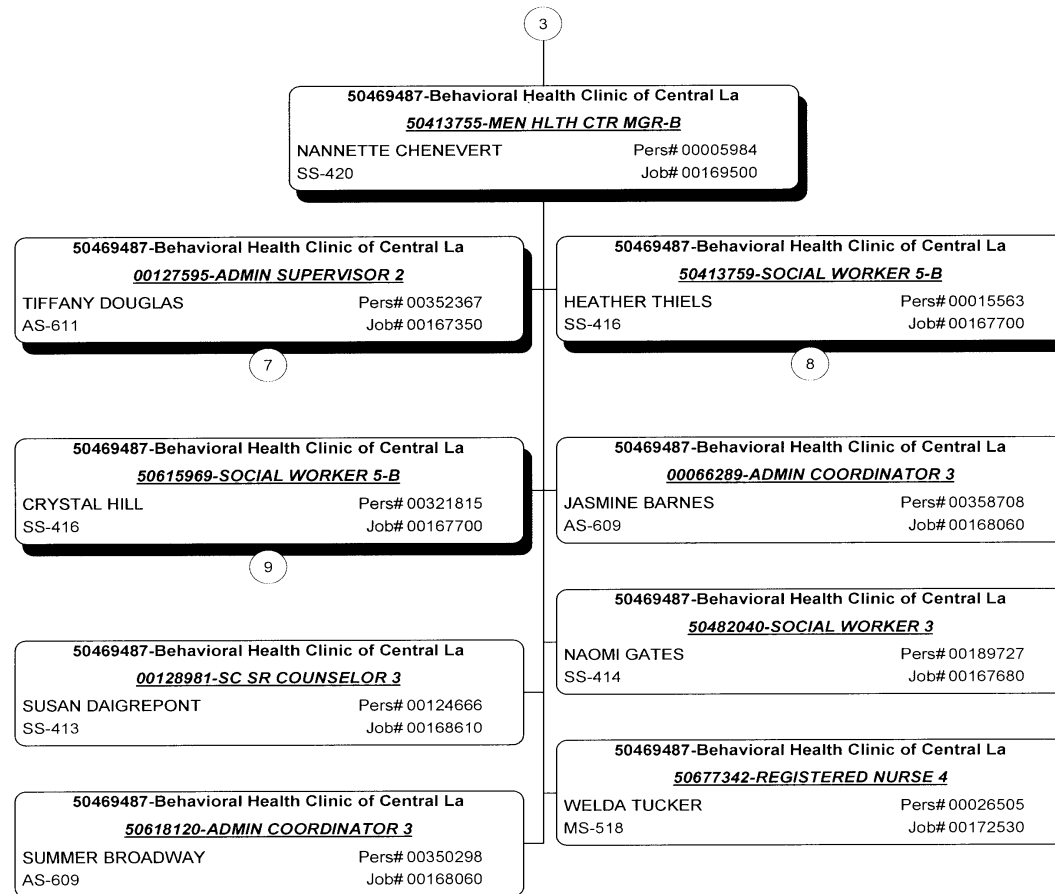 3
50469487-Behavioral Health Clinic of Central La
50413755-MEN HLTH CTR MGR-B
NANNETTE CHENEVERT Pers# 00005984
SS-420 Job# 00169500
50469487-Behavioral Health Clinic of Central La
00127595-ADMIN SUPERVISOR 2
TIFFANY DOUGLAS Pers# 00352367
AS-611 Job# 00167350
7
50469487-Behavioral Health Clinic of Central La
50413759-SOCIAL WORKER 5-B
HEATHER THIELS Pers# 00015563
SS-416 Job# 00167700
8
50469487-Behavioral Health Clinic of Central La
50615969-SOCIAL WORKER 5-B
CRYSTAL HILL Pers# 00321815
SS-416 Job# 00167700
9
50469487-Behavioral Health Clinic of Central La
00066289-ADMIN COORDINATOR 3
JASMINE BARNES Pers# 00358708
AS-609 Job# 00168060
50469487-Behavioral Health Clinic of Central La
50482040-SOCIAL WORKER 3
NAOMI GATES Pers# 00189727
SS-414 Job# 00167680
50469487-Behavioral Health Clinic of Central La
00128981-SC SR COUNSELOR 3
SUSAN DAIGREPONT Pers# 00124666
SS-413 Job# 00168610
50469487-Behavioral Health Clinic of Central La
50677342-REGISTERED NURSE 4
WELDA TUCKER Pers# 00026505
MS-518 Job# 00172530
50469487-Behavioral Health Clinic of Central La
50618120-ADMIN COORDINATOR 3
SUMMER BROADWAY Pers# 00350298
AS-609 Job# 00168060